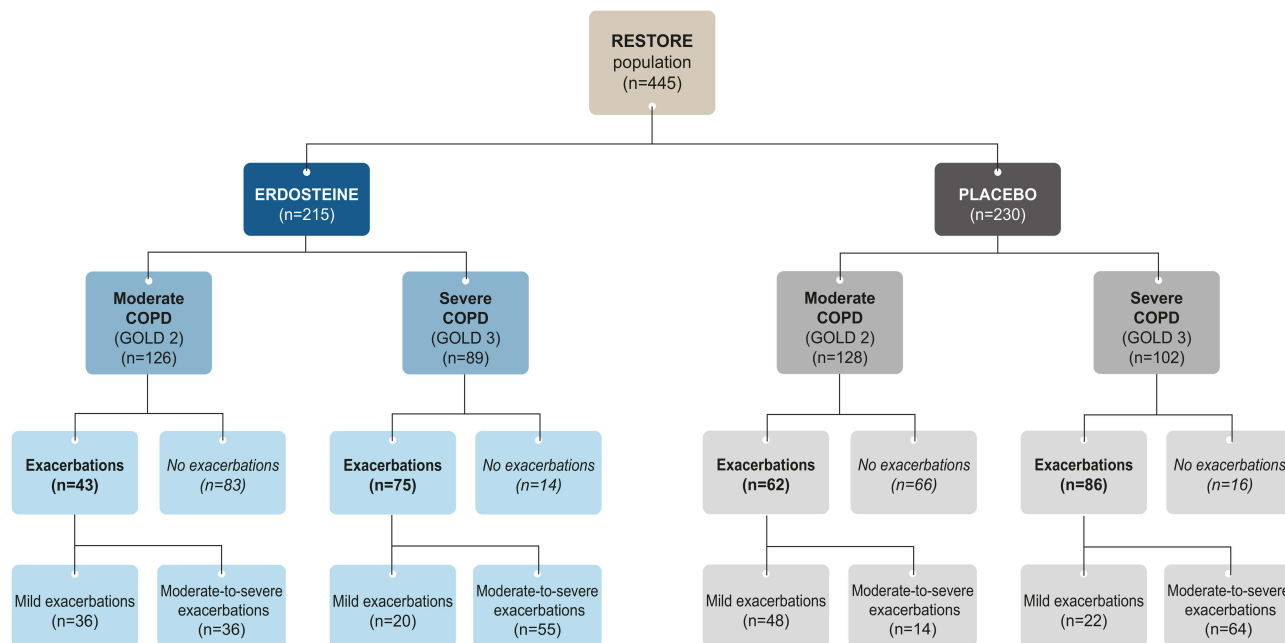 RESTORE
population
(n=445)
ERDOSTEINE
(n=215)
PLACEBO
(n=230)
Moderate
COPD
(GOLD 2)
(n=126)
Severe
COPD
(GOLD 3)
(n=89)
Moderate
COPD
(GOLD 2)
(n=128)
Severe
COPD
(GOLD 3)
(n=102)
Exacerbations
(n=43)
No exacerbations
(n=83)
Exacerbations
(n=75)
No exacerbations
(n=14)
Exacerbations
(n=62)
No exacerbations
(n=66)
Exacerbations
(n=86)
No exacerbations
(n=16)
Mild exacerbations
(n=36)
Moderate-to-severe
exacerbations
(n=36)
Mild exacerbations
(n=20)
Moderate-to-severe
exacerbations
(n=55)
Mild exacerbations
(n=48)
Moderate-to-severe
exacerbations
(n=14)
Mild exacerbations
(n=22)
Moderate-to-severe
exacerbations
(n=64)